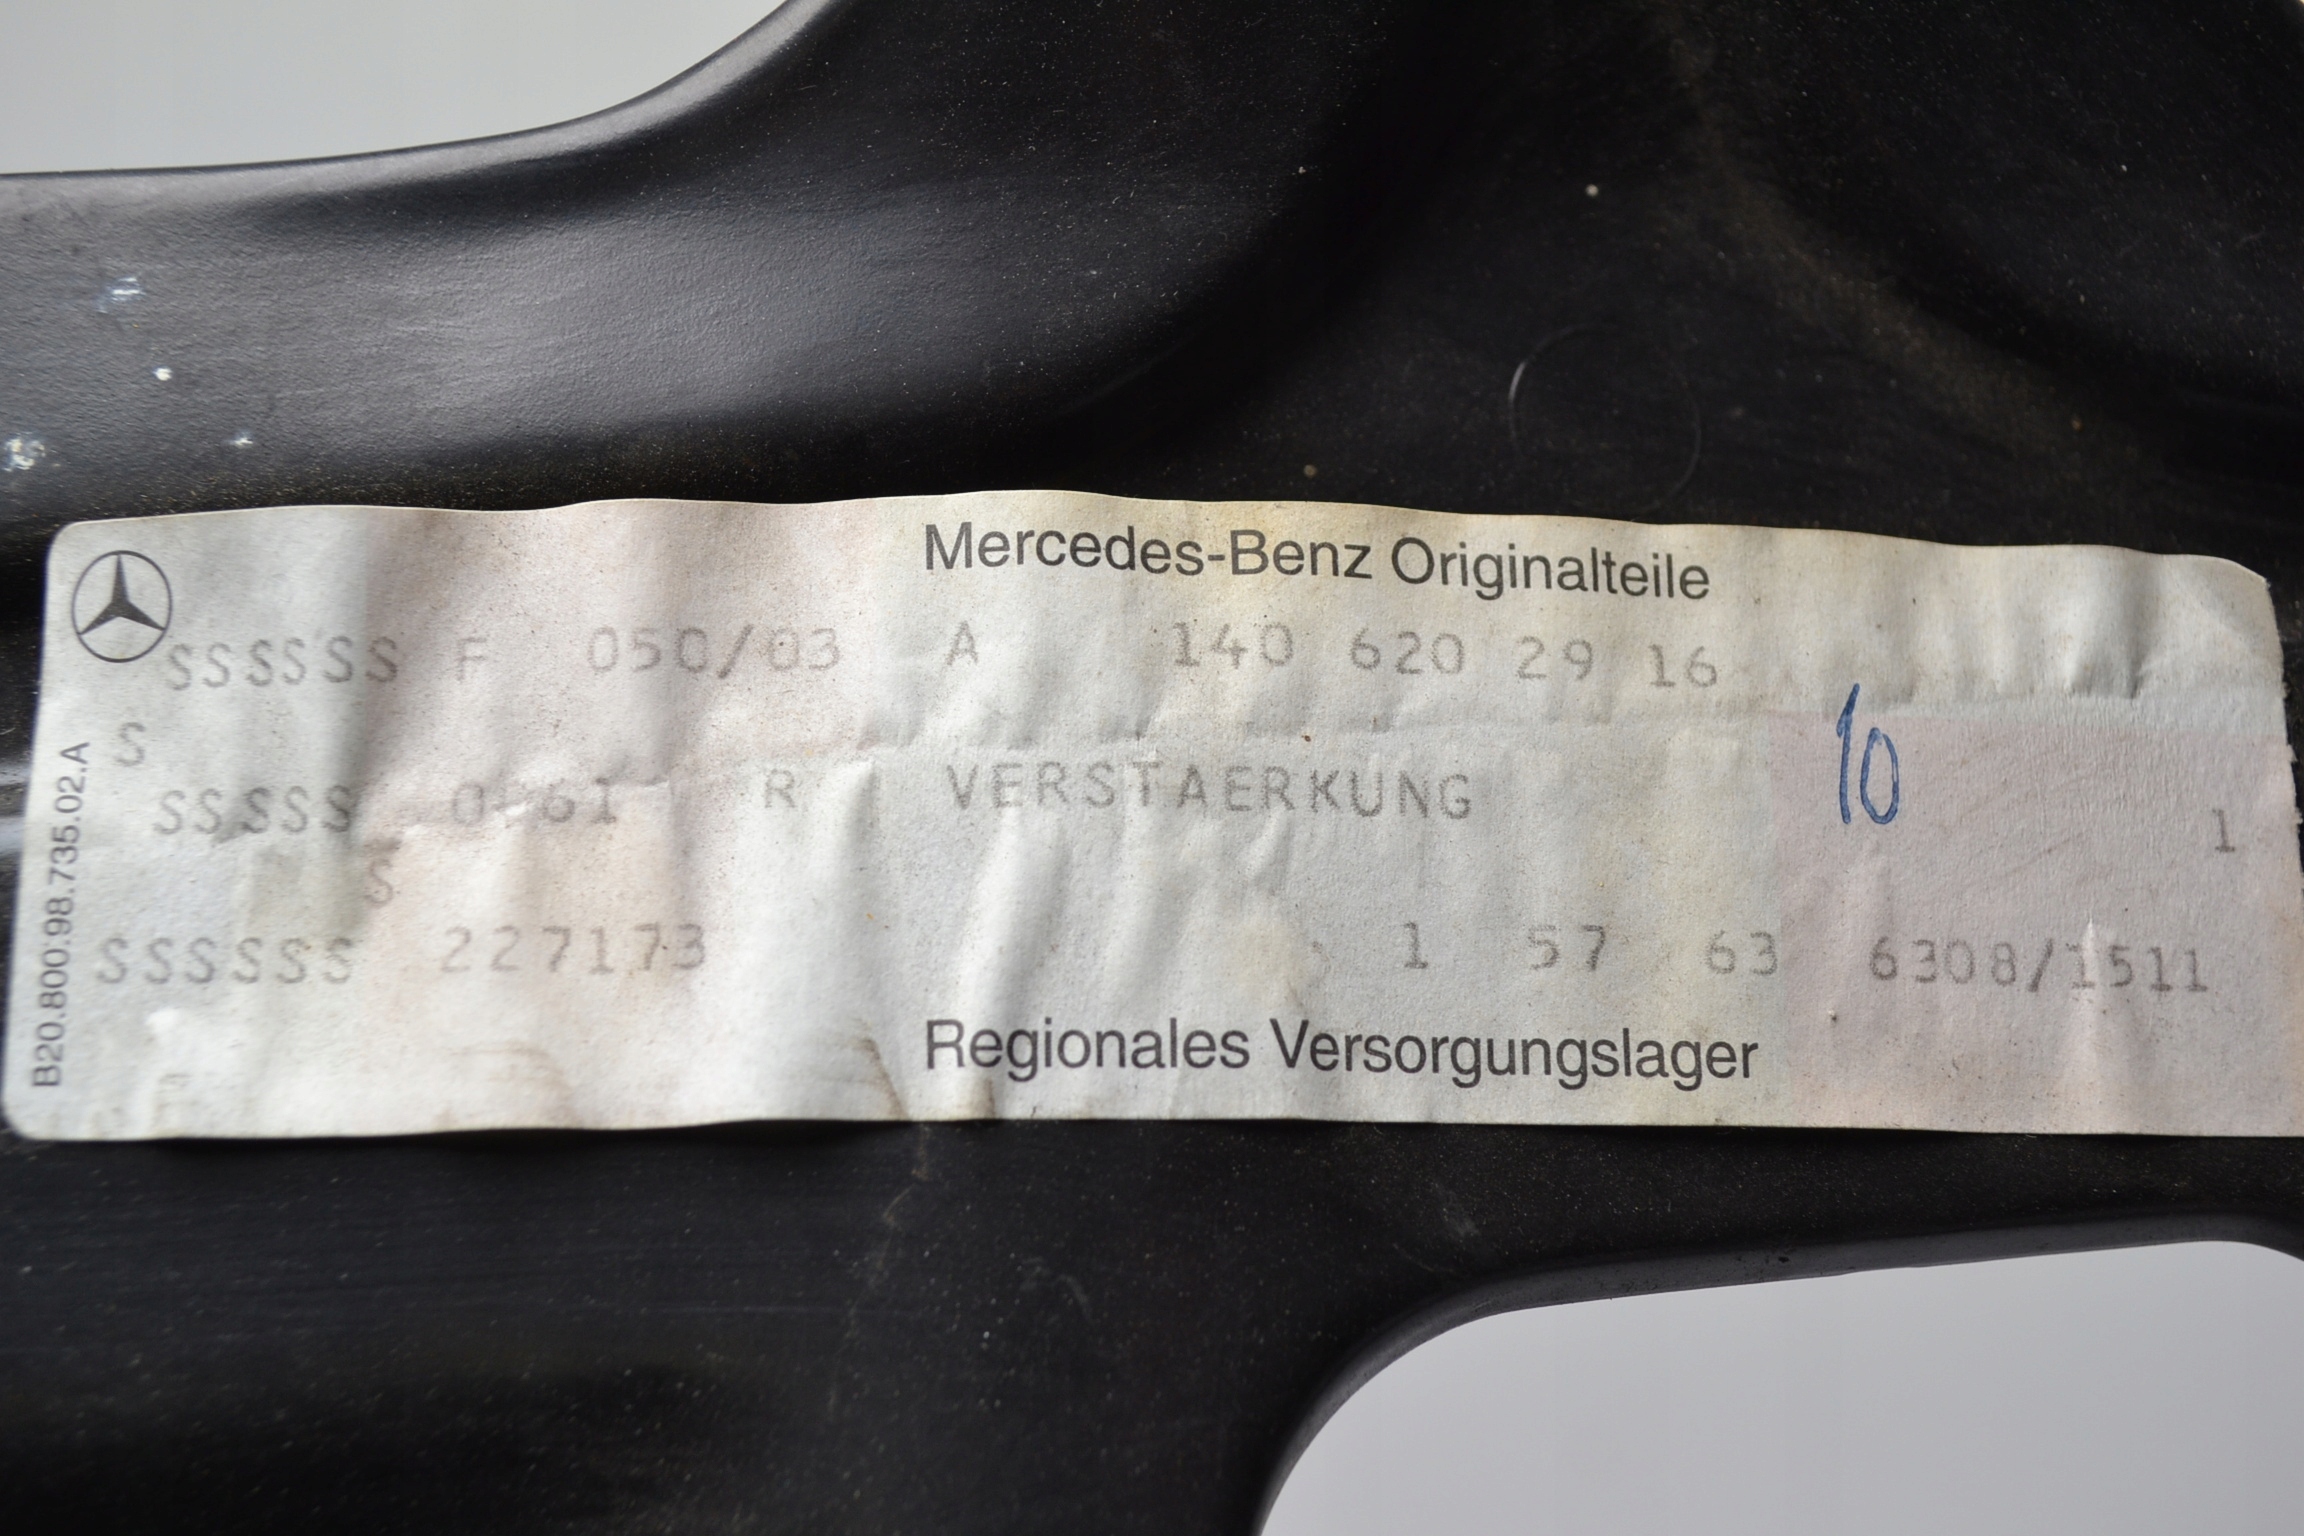 Mercedes-Benz Originalteile
SSSSSS F 050/03 A 140 620 29 16
S
10
SSSSS R VERSTAERKUNG 1
S
SSSSSS 227173 1 57 63 6308/1511
Regionales Versorgungslager
B20.800.98.735.02.A